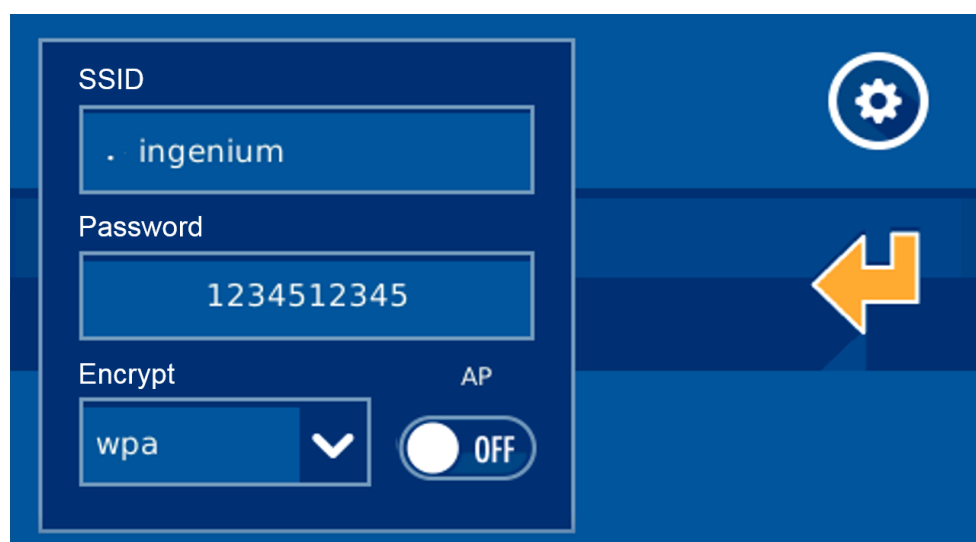 SSID
. ingenium
Password
1234512345
Encrypt
AP
wpa
OFF